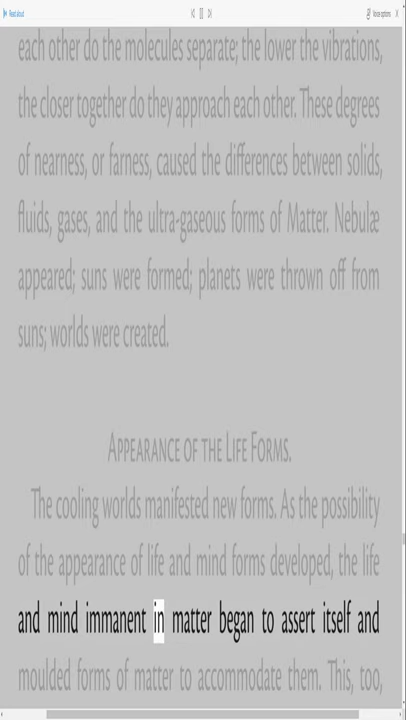 Read aloud
Voice options
each other do the molecules separate; the lower the vibrations,
the closer together do they approach each other. These degrees
of nearness, or farness, caused the differences between solids,
fluids, gases, and the ultra-gaseous forms of Matter. Nebulæ
appeared; suns were formed; planets were thrown off from
suns; worlds were created.
Appearance of the Life Forms.
The cooling worlds manifested new forms. As the possibility
of the appearance of life and mind forms developed, the life
and mind immanent in matter began to assert itself and
moulded forms of matter to accommodate them. This, too,